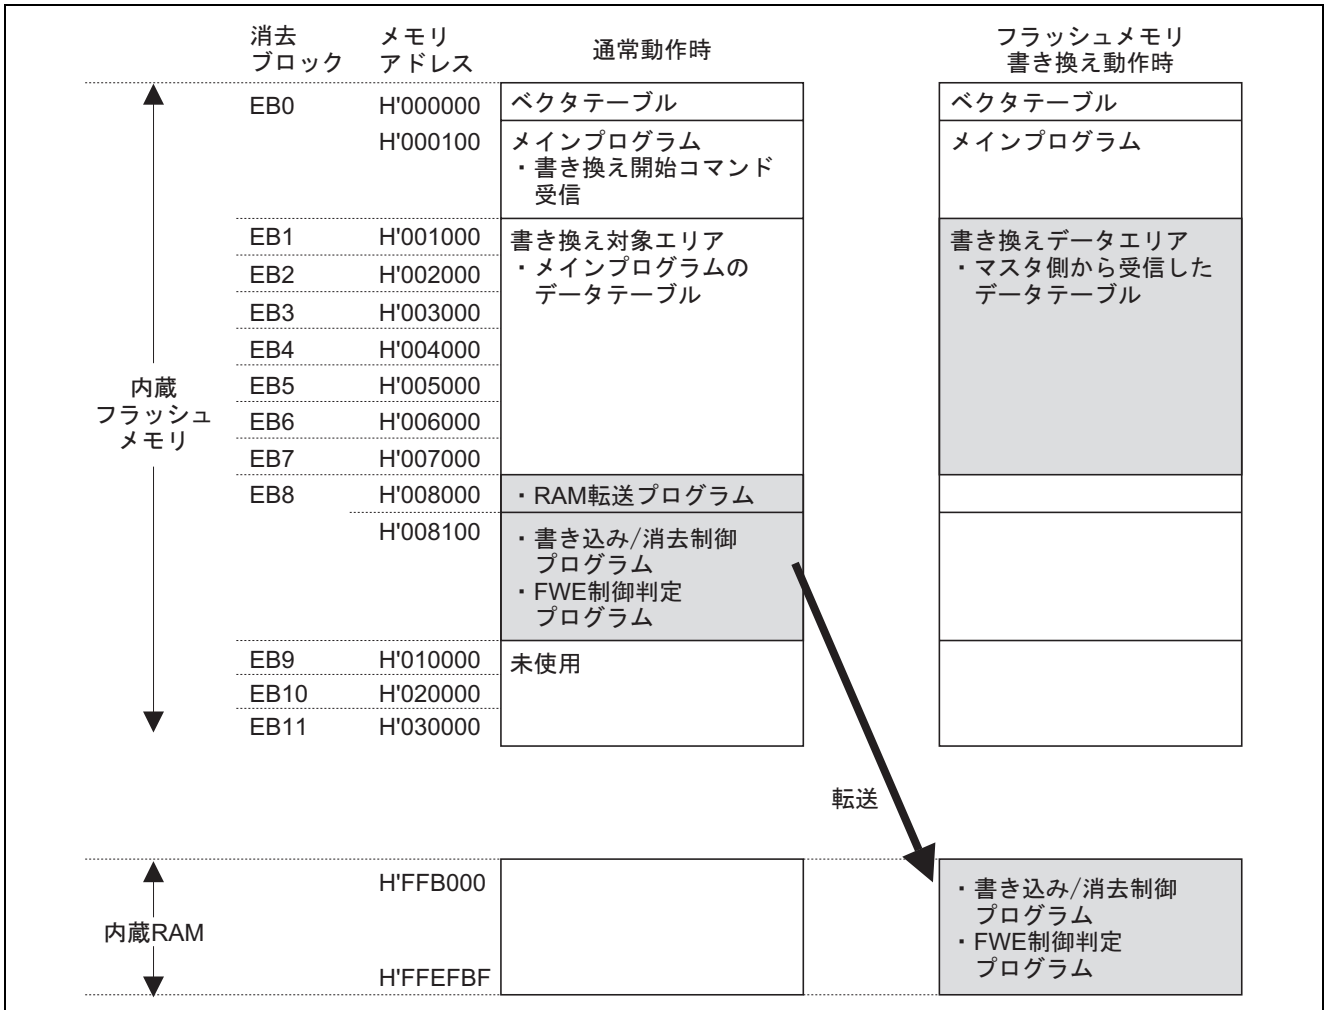 消去
ブロック
メモリ
アドレス
通常動作時
フラッシュメモリ
書き換え動作時
EB0
H'000000
ベクタテーブル
ベクタテーブル
H'000100
メインプログラム
・書き換え開始コマンド
受信
メインプログラム
EB1
H'001000
書き換え対象エリア
・メインプログラムの
データテーブル
書き換えデータエリア
・マスタ側から受信した
データテーブル
EB2
H'002000
EB3
H'003000
EB4
H'004000
EB5
H'005000
EB6
H'006000
EB7
H'007000
内蔵
フラッシュ
メモリ
EB8
H'008000
・RAM転送プログラム
H'008100
・書き込み/消去制御
プログラム
・FWE制御判定
プログラム
EB9
H'010000
未使用
EB10
H'020000
EB11
H'030000
転送
内蔵RAM
H'FFB000
H'FFEFBF
・書き込み/消去制御
プログラム
・FWE制御判定
プログラム